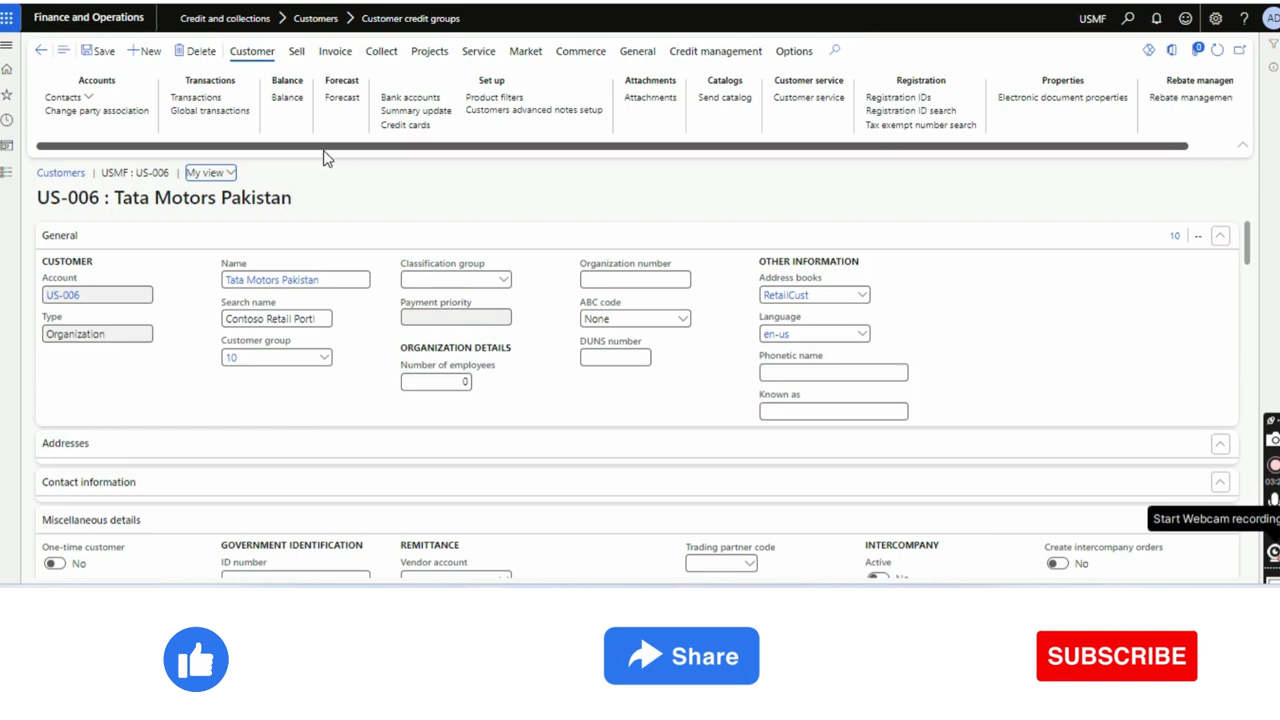 Finance and Operations
Credit and collections > Customers > Customer credit groups
USMF
?
AD
Save
New
Delete
Customer
Sell
Invoice
Collect
Projects
Service
Market
Commerce
General
Credit management
Options
0
Accounts
Contacts
Change party association
Transactions
Transactions
Global transactions
Balance
Balance
Forecast
Forecast
Set up
Bank accounts
Summary update
Credit cards
Product filters
Customers advanced notes setup
Attachments
Attachments
Catalogs
Send catalog
Customer service
Customer service
Registration
Registration IDs
Registration ID search
Tax exempt number search
Properties
Electronic document properties
Rebate managen
Rebate managemen
Customers | USMF : US-006 | My view
US-006 : Tata Motors Pakistan
General
10 | --
CUSTOMER
Account
US-006
Type
Organization
Name
Tata Motors Pakistan
Search name
Contoso Retail Portl
Customer group
10
Classification group
Payment priority
ORGANIZATION DETAILS
Number of employees
0
Organization number
ABC code
None
DUNS number
OTHER INFORMATION
Address books
RetailCust
Language
en-us
Phonetic name
Known as
Addresses
Contact information
Miscellaneous details
One-time customer
No
GOVERNMENT IDENTIFICATION
ID number
REMITTANCE
Vendor account
Trading partner code
INTERCOMPANY
Active
No
Create intercompany orders
No
03:2
Start Webcam recording
Share
SUBSCRIBE